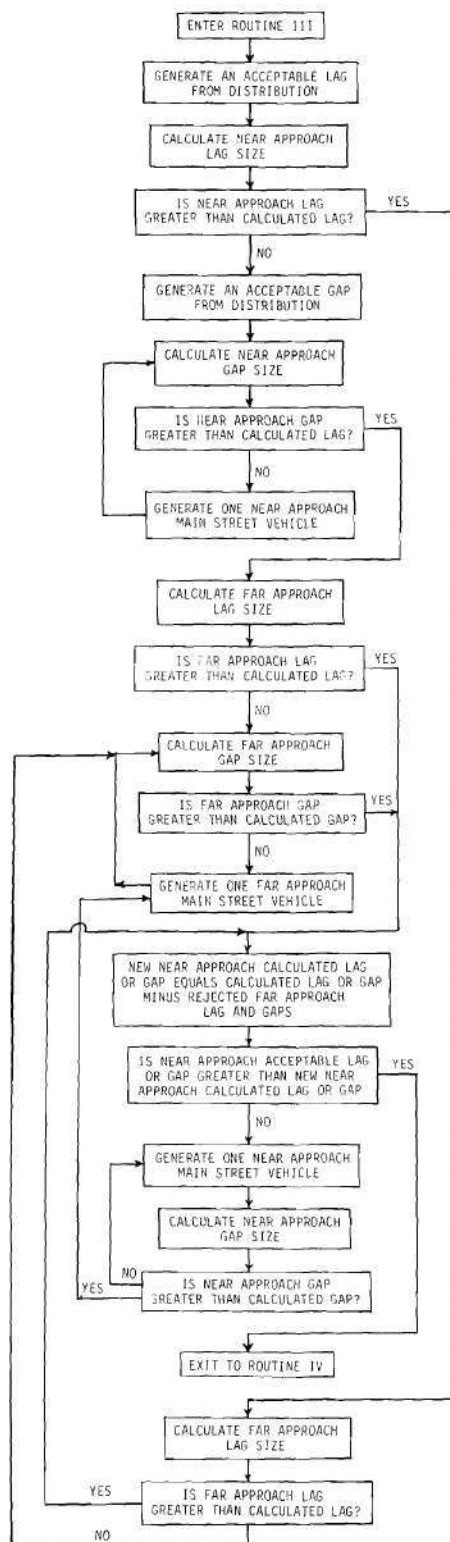 ENTER ROUTINE III
GENERATE AN ACCEPTABLE LAG
FROM DISTRIBUTION
CALCULATE NEAR APPROACH
LAG SIZE
IS NEAR APPROACH LAG
GREATER THAN CALCULATED LAG?
YES
NO
GENERATE AN ACCEPTABLE GAP
FROM DISTRIBUTION
CALCULATE NEAR APPROACH
GAP SIZE
IS NEAR APPROACH GAP
GREATER THAN CALCULATED LAG?
YES
NO
GENERATE ONE NEAR APPROACH
MAIN STREET VEHICLE
CALCULATE FAR APPROACH
LAG SIZE
IS FAR APPROACH LAG
GREATER THAN CALCULATED LAG?
YES
NO
CALCULATE FAR APPROACH
GAP SIZE
IS FAR APPROACH GAP
GREATER THAN CALCULATED GAP?
YES
NO
GENERATE ONE FAR APPROACH
MAIN STREET VEHICLE
NEW NEAR APPROACH CALCULATED LAG
OR GAP EQUALS CALCULATED LAG OR GAP
MINUS REJECTED FAR APPROACH
LAG AND GAPS
IS NEAR APPROACH ACCEPTABLE LAG
OR GAP GREATER THAN NEW NEAR
APPROACH CALCULATED LAG OR GAP
YES
NO
GENERATE ONE NEAR APPROACH
MAIN STREET VEHICLE
CALCULATE NEAR APPROACH
GAP SIZE
NO
YES
IS NEAR APPROACH GAP
GREATER THAN CALCULATED GAP?
EXIT TO ROUTINE IV
CALCULATE FAR APPROACH
LAG SIZE
YES
IS FAR APPROACH LAG
GREATER THAN CALCULATED LAG?
NO